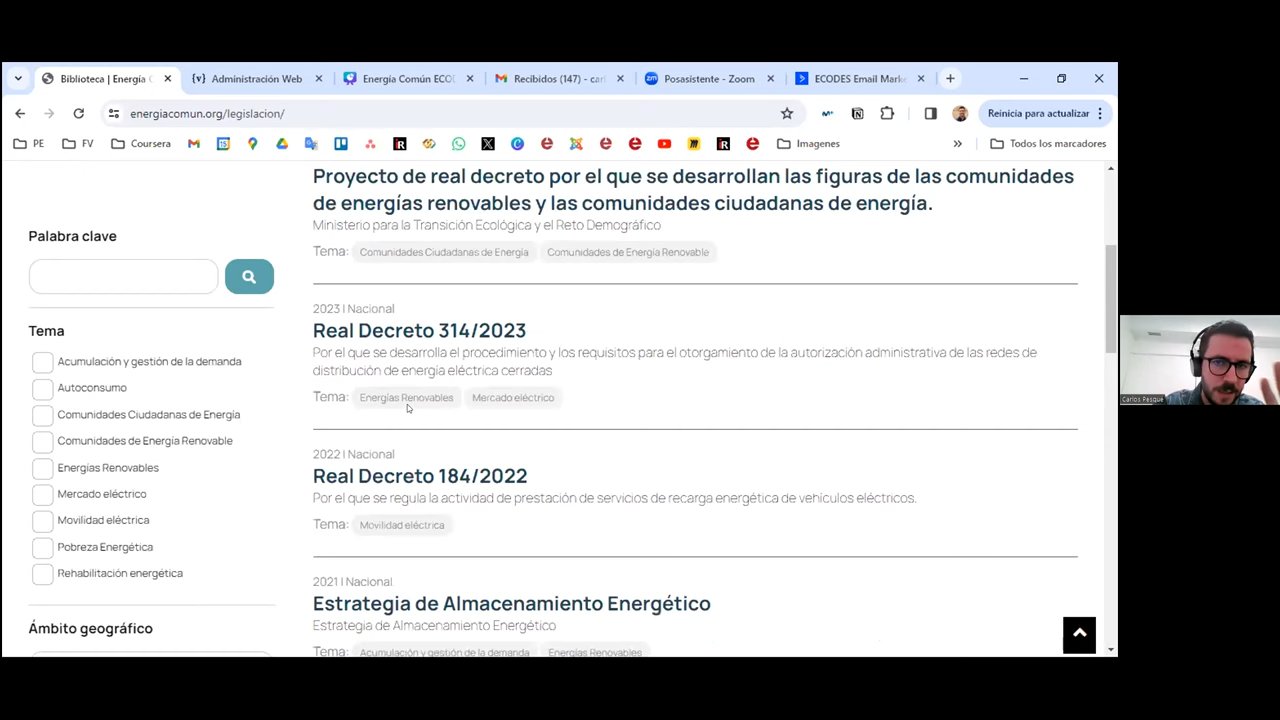 Biblioteca | Energía C
Administración Web
Energía Común ECO
Recibidos (147) - carl
Posasistente - Zoom
ECODES Email Mark
energiacomun.org/legislacion/
Reinicia para actualizar
PE
FV
Coursera
Imagenes
Todos los marcadores
Palabra clave
Tema
Acumulación y gestión de la demanda
Autoconsumo
Comunidades Ciudadanas de Energía
Comunidades de Energía Renovable
Energías Renovables
Mercado eléctrico
Movilidad eléctrica
Pobreza Energética
Rehabilitación energética
Ámbito geográfico
Proyecto de real decreto por el que se desarrollan las figuras de las comunidades
de energías renovables y las comunidades ciudadanas de energía.
Ministerio para la Transición Ecológica y el Reto Demográfico
Tema: Comunidades Ciudadanas de Energía Comunidades de Energía Renovable
2023 | Nacional
Real Decreto 314/2023
Por el que se desarrolla el procedimiento y los requisitos para el otorgamiento de la autorización administrativa de las redes de
distribución de energía eléctrica cerradas
Tema: Energías Renovables Mercado eléctrico
2022 | Nacional
Real Decreto 184/2022
Por el que se regula la actividad de prestación de servicios de recarga energética de vehículos eléctricos.
Tema: Movilidad eléctrica
2021 | Nacional
Estrategia de Almacenamiento Energético
Estrategia de Almacenamiento Energético
Tema: Acumulación y gestión de la demanda Energías Renovables
Carlos Pesque